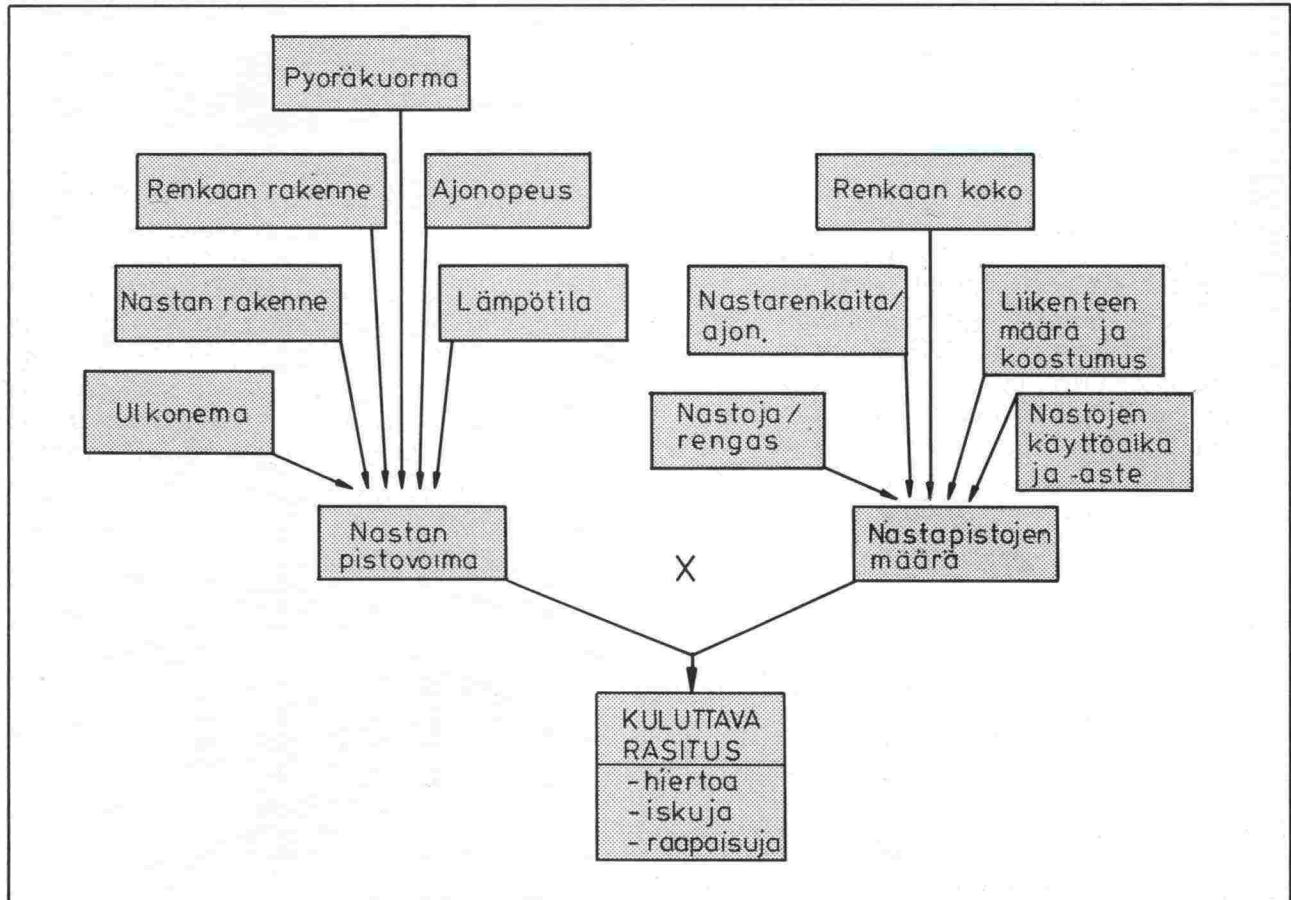 Pyöräkuorma
Renkaan rakenne
Ajonopeus
Renkaan koko
Nastan rakenne
Lämpötila
Nastarenkaita/
ajon.
Liikenteen
määrä ja
koostumus
Ulkonema
Nastoja/
rengas
Nastojen
käyttöaika
ja -aste
Nastan
pistovoima
X
Nastapistojen
määrä
KULUTTAVA
RASITUS
-hiertoa
-iskuja
-raapaisuja